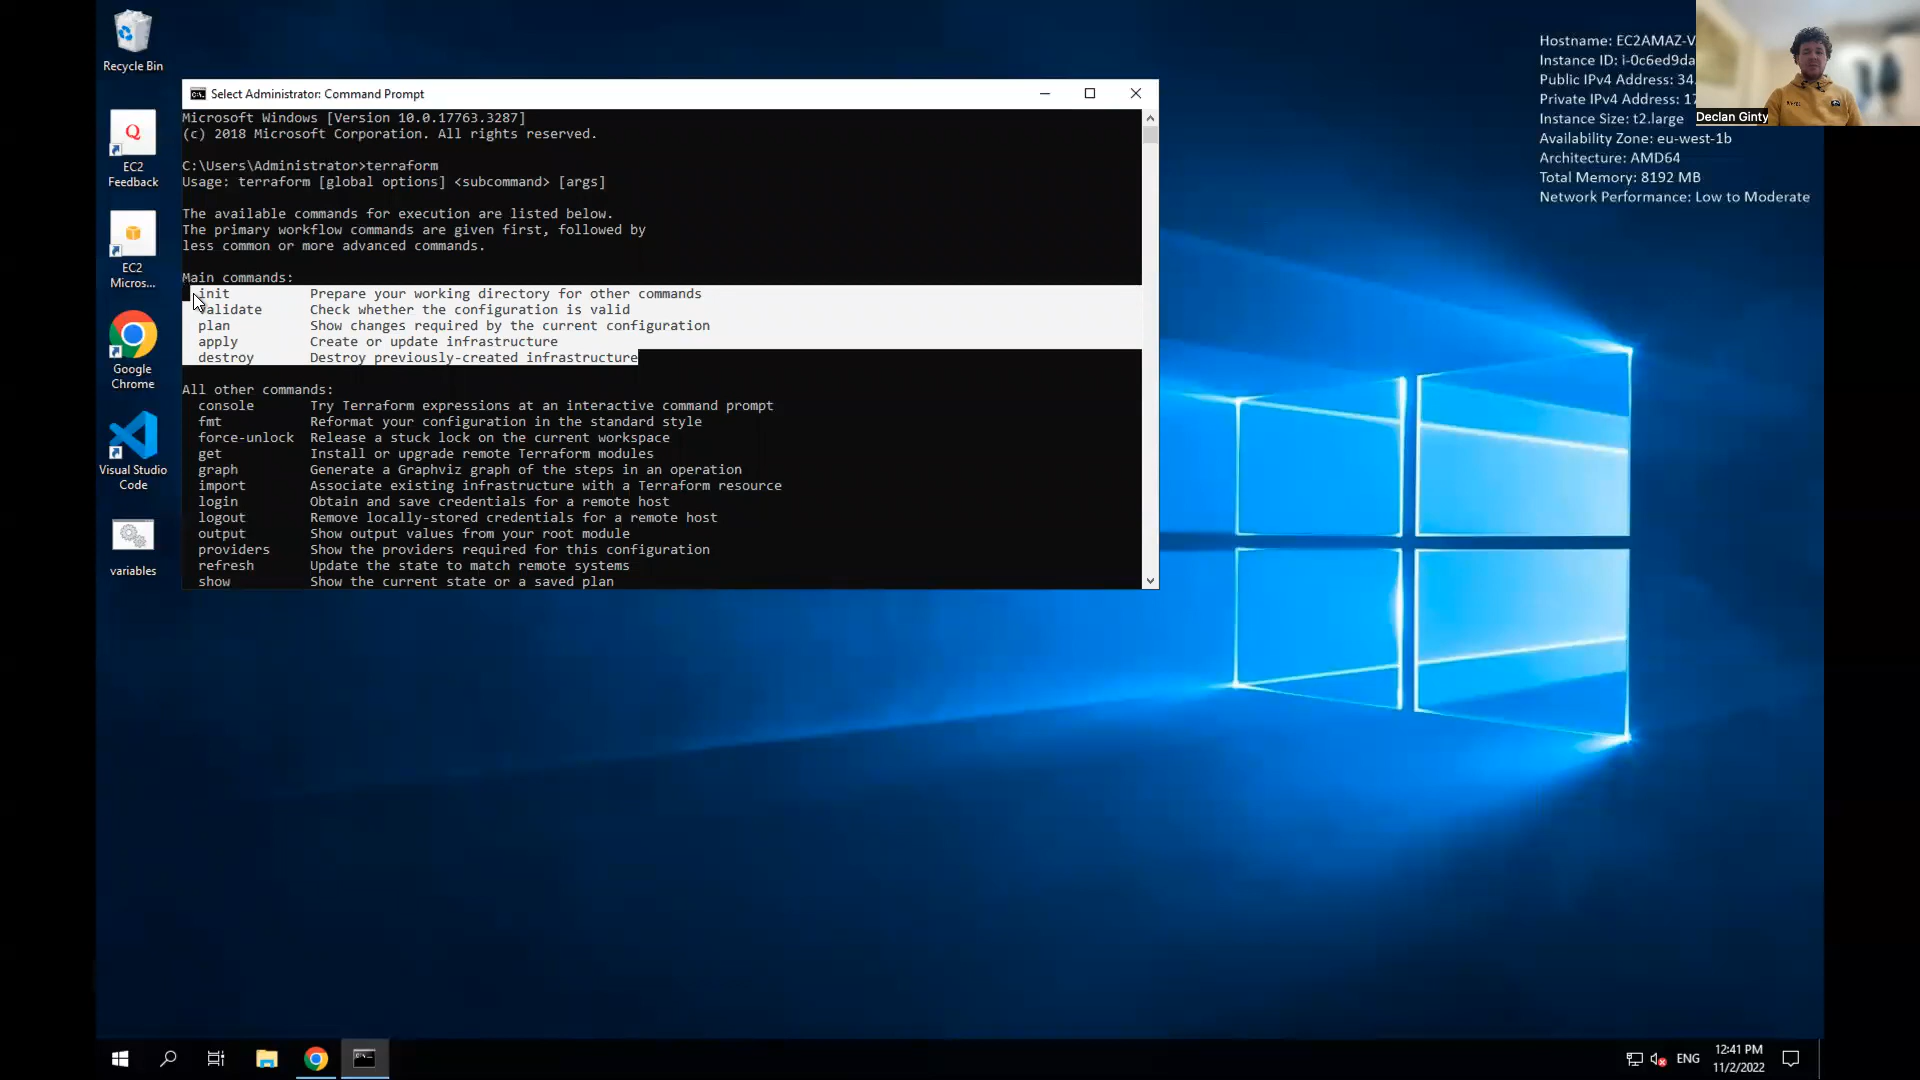 Recycle Bin
EC2
Feedback
EC2
Micros...
Google
Chrome
Visual Studio
Code
variables
Select Administrator: Command Prompt
Microsoft Windows [Version 10.0.17763.3287]
(c) 2018 Microsoft Corporation. All rights reserved.
C:\Users\Administrator>terraform
Usage: terraform [global options] <subcommand> [args]
The available commands for execution are listed below.
The primary workflow commands are given first, followed by
less common or more advanced commands.
Main commands:
init Prepare your working directory for other commands
validate Check whether the configuration is valid
plan Show changes required by the current configuration
apply Create or update infrastructure
destroy Destroy previously-created infrastructure
All other commands:
console Try Terraform expressions at an interactive command prompt
fmt Reformat your configuration in the standard style
force-unlock Release a stuck lock on the current workspace
get Install or upgrade remote Terraform modules
graph Generate a Graphviz graph of the steps in an operation
import Associate existing infrastructure with a Terraform resource
login Obtain and save credentials for a remote host
logout Remove locally-stored credentials for a remote host
output Show output values from your root module
providers Show the providers required for this configuration
refresh Update the state to match remote systems
show Show the current state or a saved plan
Hostname: EC2AMAZ-V
Instance ID: i-0c6ed9da
Public IPv4 Address: 34.
Private IPv4 Address: 17
Instance Size: t2.large
Availability Zone: eu-west-1b
Architecture: AMD64
Total Memory: 8192 MB
Network Performance: Low to Moderate
Declan Ginty
ENG
12:41 PM
11/2/2022